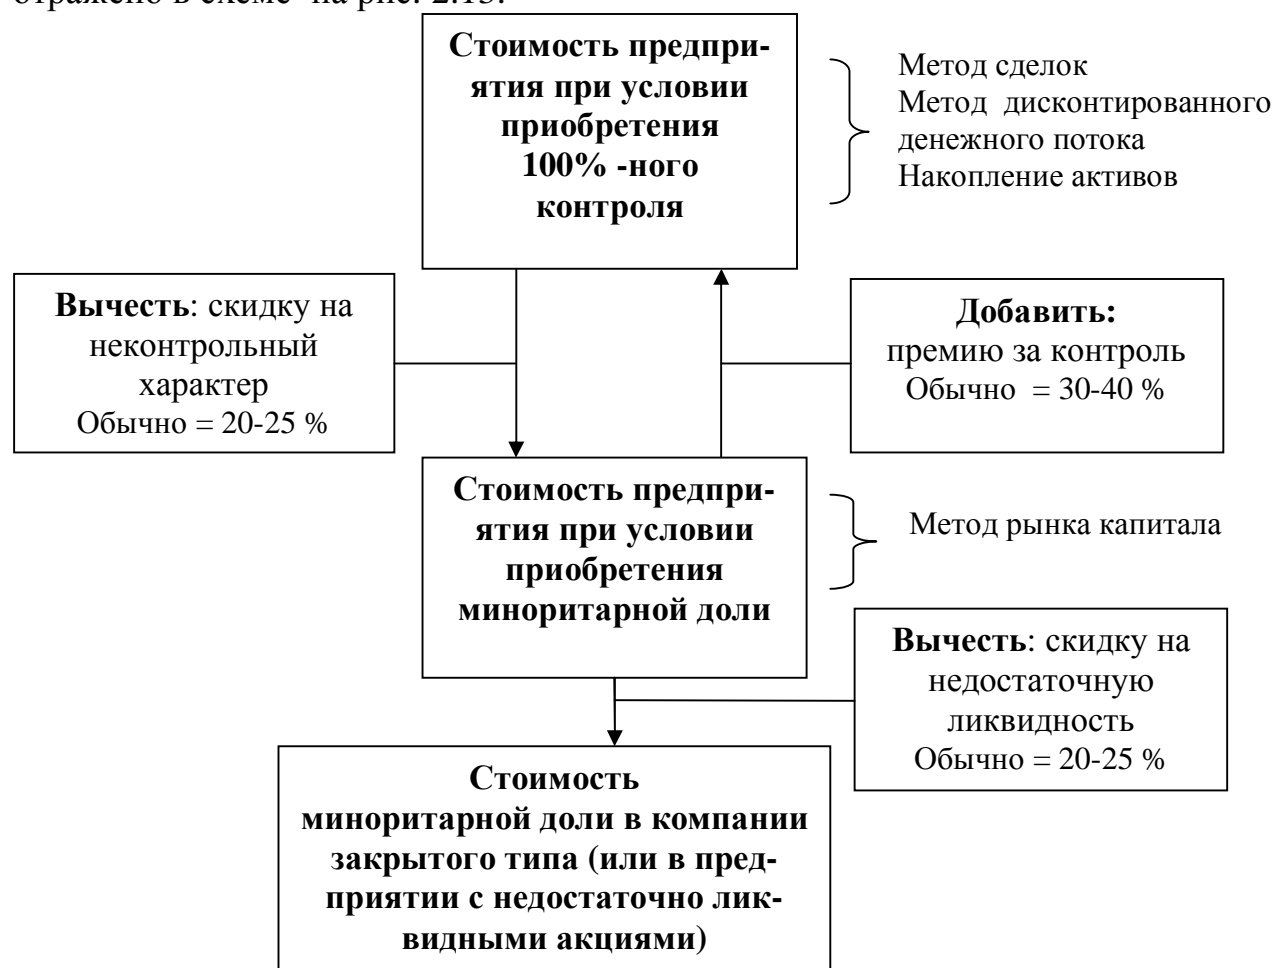 отражено в схеме на рис. 2.13.
Стоимость предпри-
ятия при условии
приобретения
100% -ного
контроля
Метод сделок
Метод дисконтированного
денежного потока
Накопление активов
Вычесть: скидку на
неконтрольный
характер
Обычно = 20-25 %
Добавить:
премию за контроль
Обычно = 30-40 %
Стоимость предпри-
ятия при условии
приобретения
миноритарной доли
Метод рынка капитала
Вычесть: скидку на
недостаточную
ликвидность
Обычно = 20-25 %
Стоимость
миноритарной доли в компании
закрытого типа (или в пред-
приятии с недостаточно лик-
видными акциями)